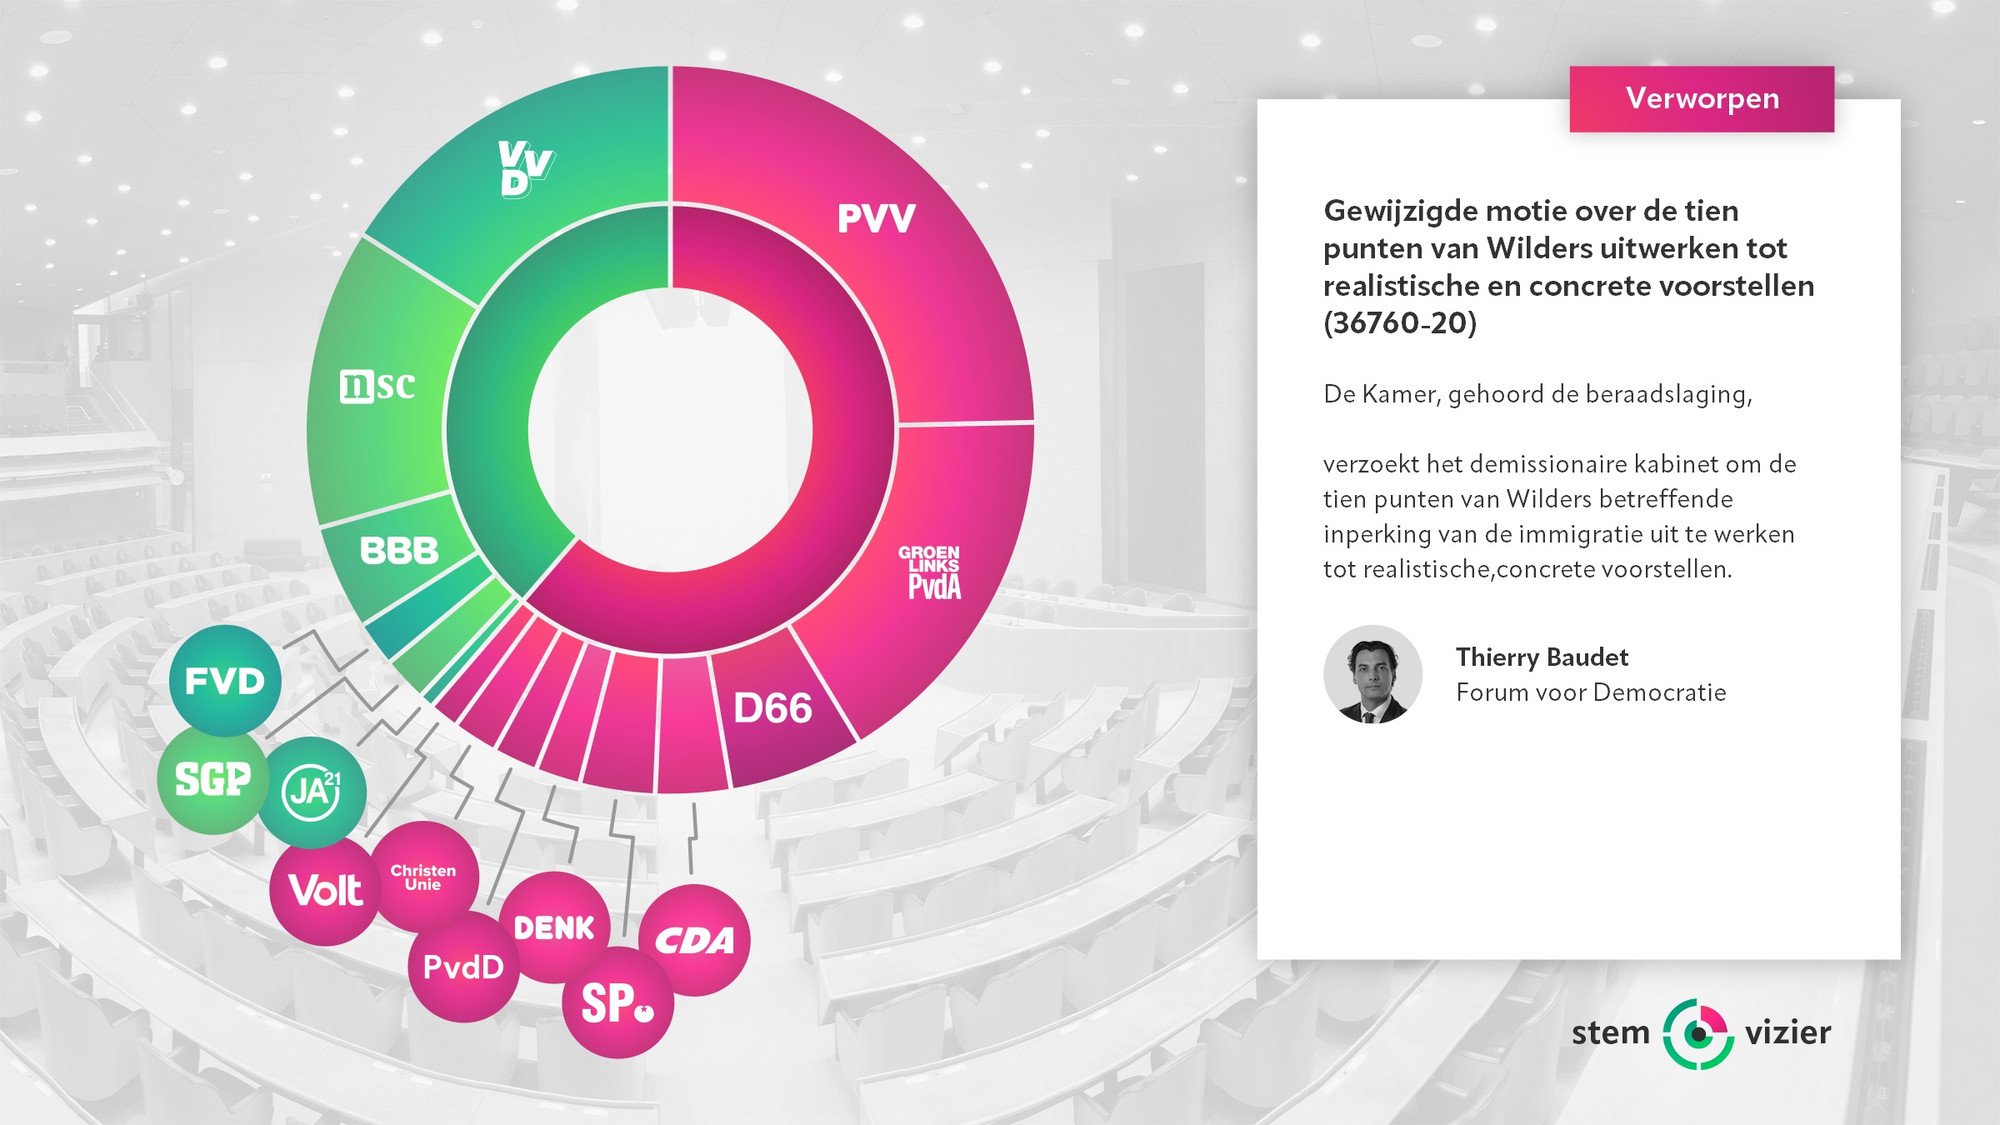 Verworpen
Gewijzigde motie over de tien
punten van Wilders uitwerken tot
realistische en concrete voorstellen
(36760-20)
De Kamer, gehoord de beraadslaging,
verzoekt het demissionaire kabinet om de
tien punten van Wilders betreffende
inperking van de immigratie uit te werken
tot realistische,concrete voorstellen.
Thierry Baudet
Forum voor Democratie
VVD
PVV
nsc
BBB
GROEN
LINKS
PvdA
D66
FVD
SGP
JA21
Volt
Christen
Unie
PvdD
DENK
SP
CDA
stem vizier